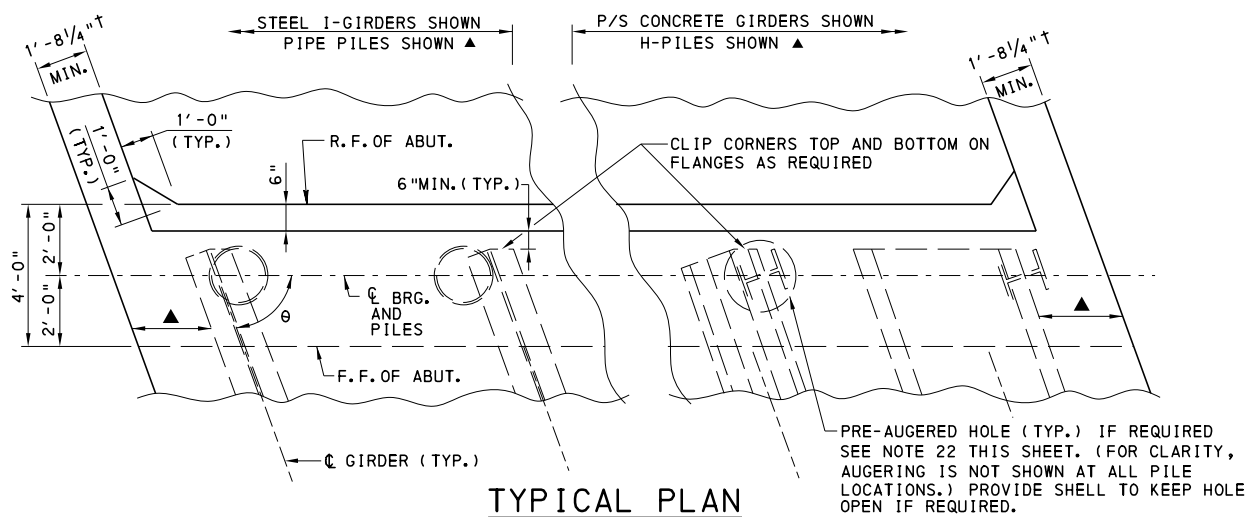 STEEL I-GIRDERS SHOWN
PIPE PILES SHOWN ▲
P/S CONCRETE GIRDERS SHOWN
H-PILES SHOWN ▲
1'-8 1/4" †
MIN.
1'-8 1/4" †
MIN.
1'-0"
(TYP.)
1'-0"
(TYP.)
R.F. OF ABUT.
6"
6" MIN. (TYP.)
CLIP CORNERS TOP AND BOTTOM ON
FLANGES AS REQUIRED
4'-0"
2'-0"
2'-0"
▲
θ
℄ BRG.
AND
PILES
▲
F.F. OF ABUT.
℄ GIRDER (TYP.)
PRE-AUGERED HOLE (TYP.) IF REQUIRED
SEE NOTE 22 THIS SHEET. (FOR CLARITY,
AUGERING IS NOT SHOWN AT ALL PILE
LOCATIONS.) PROVIDE SHELL TO KEEP HOLE
OPEN IF REQUIRED.
TYPICAL PLAN